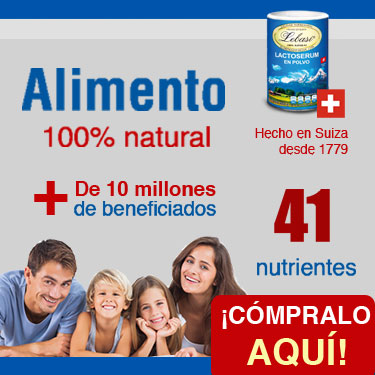 Lebasi
LACTOSERUM
EN POLVO
Alimento
100% natural
Hecho en Suiza
desde 1779
+ De 10 millones
de beneficiados
41
nutrientes
¡CÓMPRALO
AQUÍ!